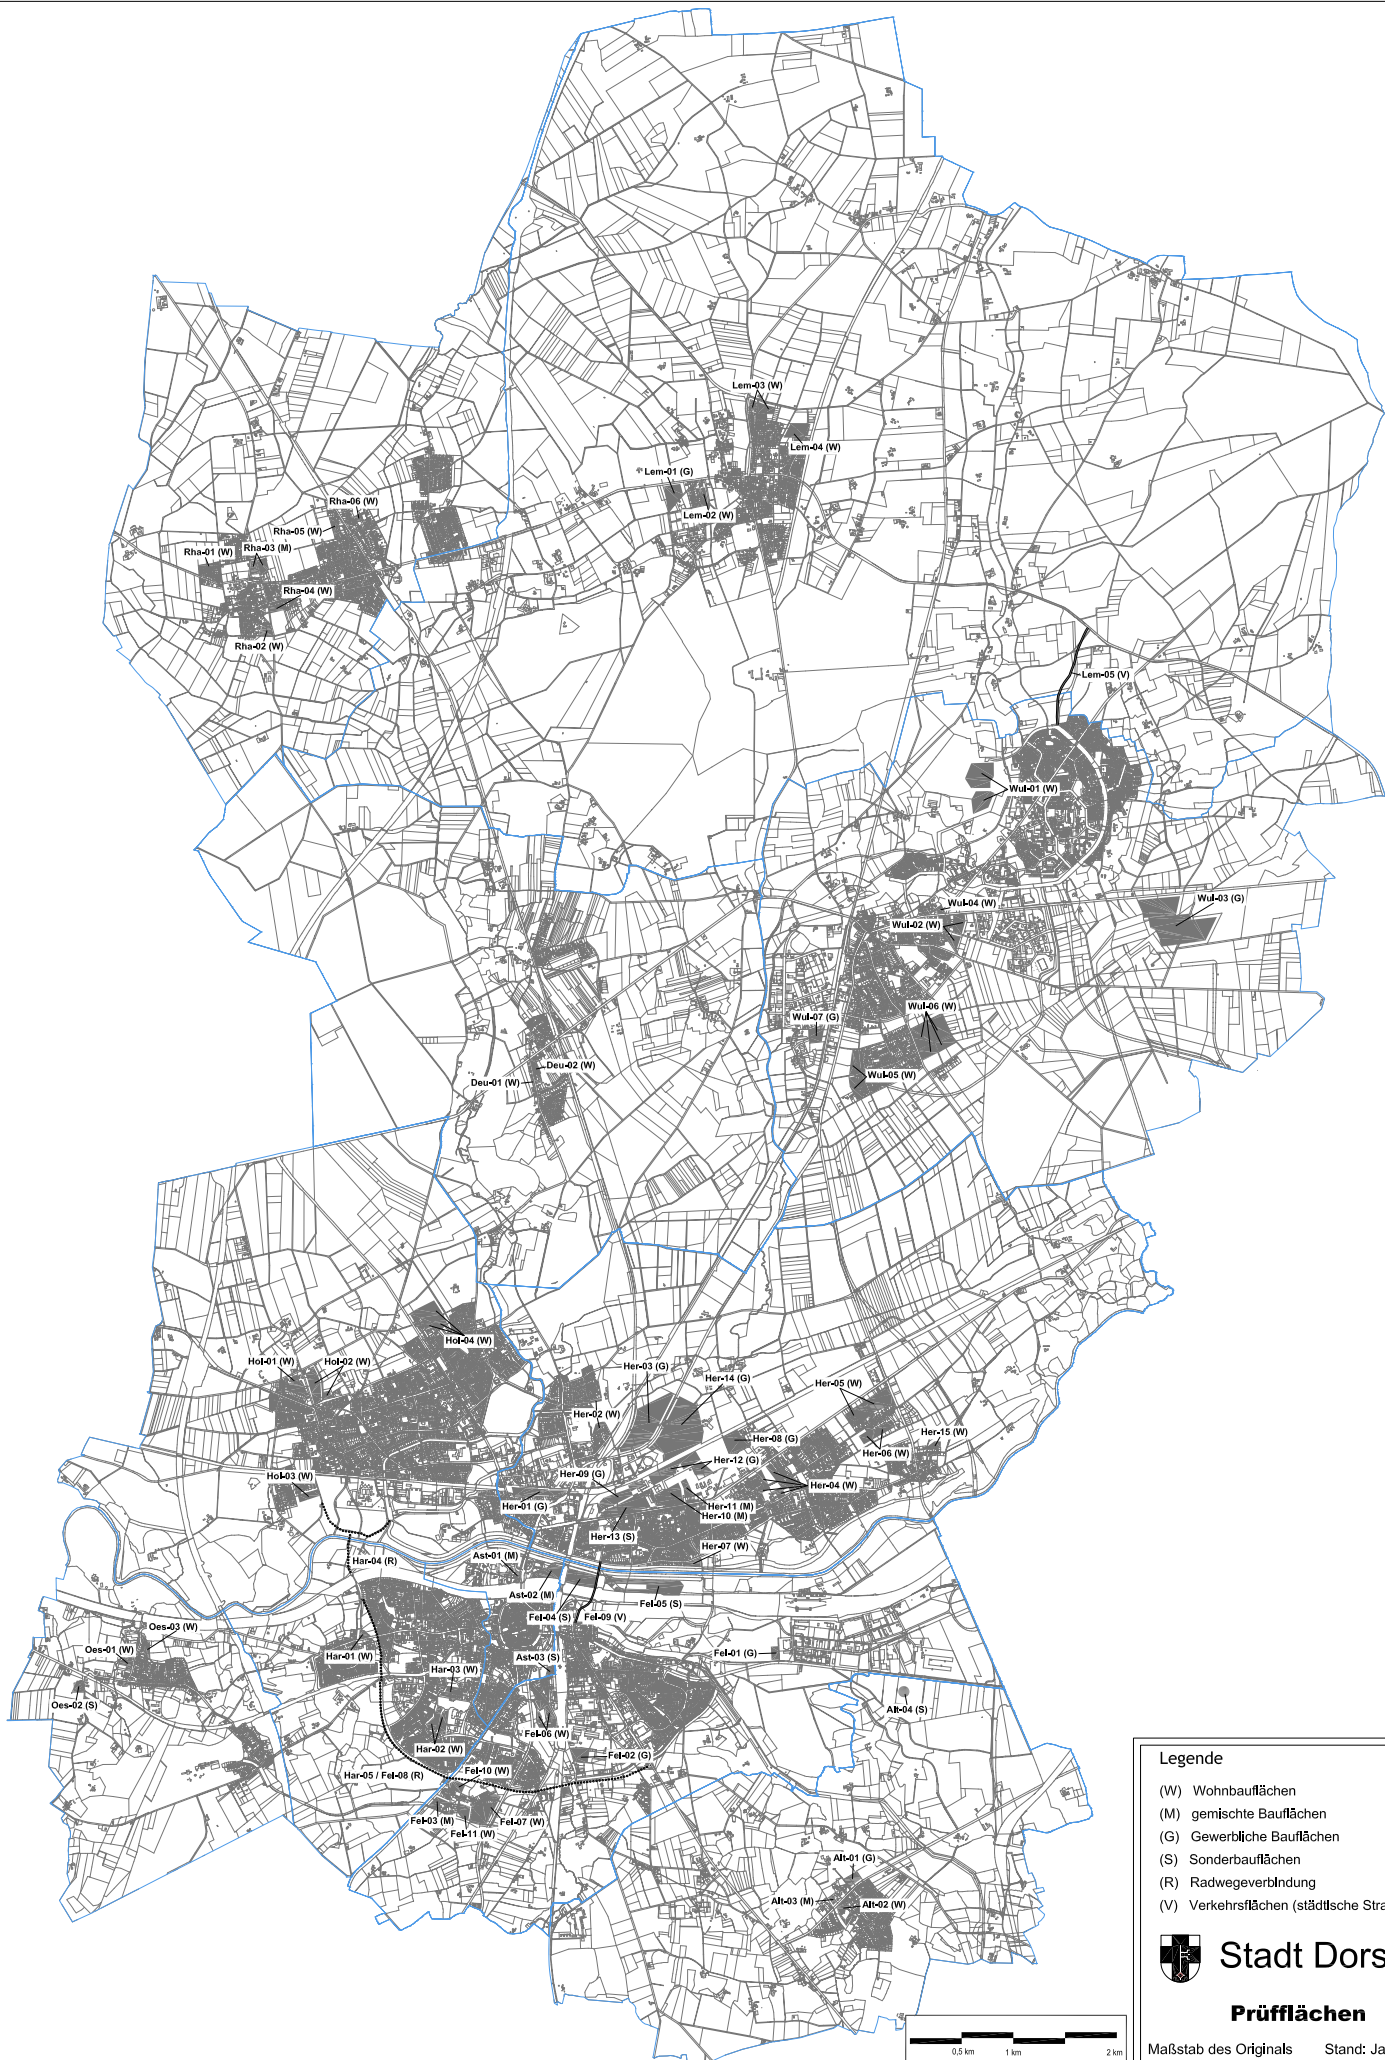 Lem-03 (W)
Lem-04 (W)
Lem-01 (G)
Lem-02 (W)
Rha-06 (W)
Rha-05 (W)
Rha-03 (M)
Rha-01 (W)
Rha-04 (W)
Rha-02 (W)
Lem-05 (V)
Wul-01 (W)
Wul-03 (G)
Wul-04 (W)
Wul-02 (W)
Wul-06 (W)
Wul-07 (G)
Wul-05 (W)
Deu-02 (W)
Deu-01 (W)
Hol-04 (W)
Hol-01 (W)
Hol-02 (W)
Her-03 (G)
Her-14 (G)
Her-05 (W)
Her-02 (W)
Her-15 (W)
Her-08 (G)
Her-06 (W)
Her-12 (G)
Her-09 (G)
Hol-03 (W)
Her-04 (W)
Her-01 (G)
Her-11 (M)
Her-10 (M)
Her-13 (S)
Her-07 (W)
Ast-01 (M)
Har-04 (R)
Ast-02 (M)
Fel-05 (S)
Fel-04 (S)
Fel-09 (V)
Oes-03 (W)
Oes-01 (W)
Har-01 (W)
Ast-03 (S)
Fel-01 (G)
Har-03 (W)
Oes-02 (S)
Alt-04 (S)
Fel-06 (W)
Har-02 (W)
Fel-02 (G)
Fel-10 (W)
Har-05 / Fel-08 (R)
Fel-03 (M)
Fel-07 (W)
Fel-11 (W)
Alt-01 (G)
Alt-03 (M)
Alt-02 (W)
Legende
(W) Wohnbauflächen
(M) gemischte Bauflächen
(G) Gewerbliche Bauflächen
(S) Sonderbauflächen
(R) Radwegeverbindung
(V) Verkehrsflächen (städtische Stra
Stadt Dors
Prüfflächen
Maßstab des Originals Stand: Ja
0,5 km 1 km 2 km